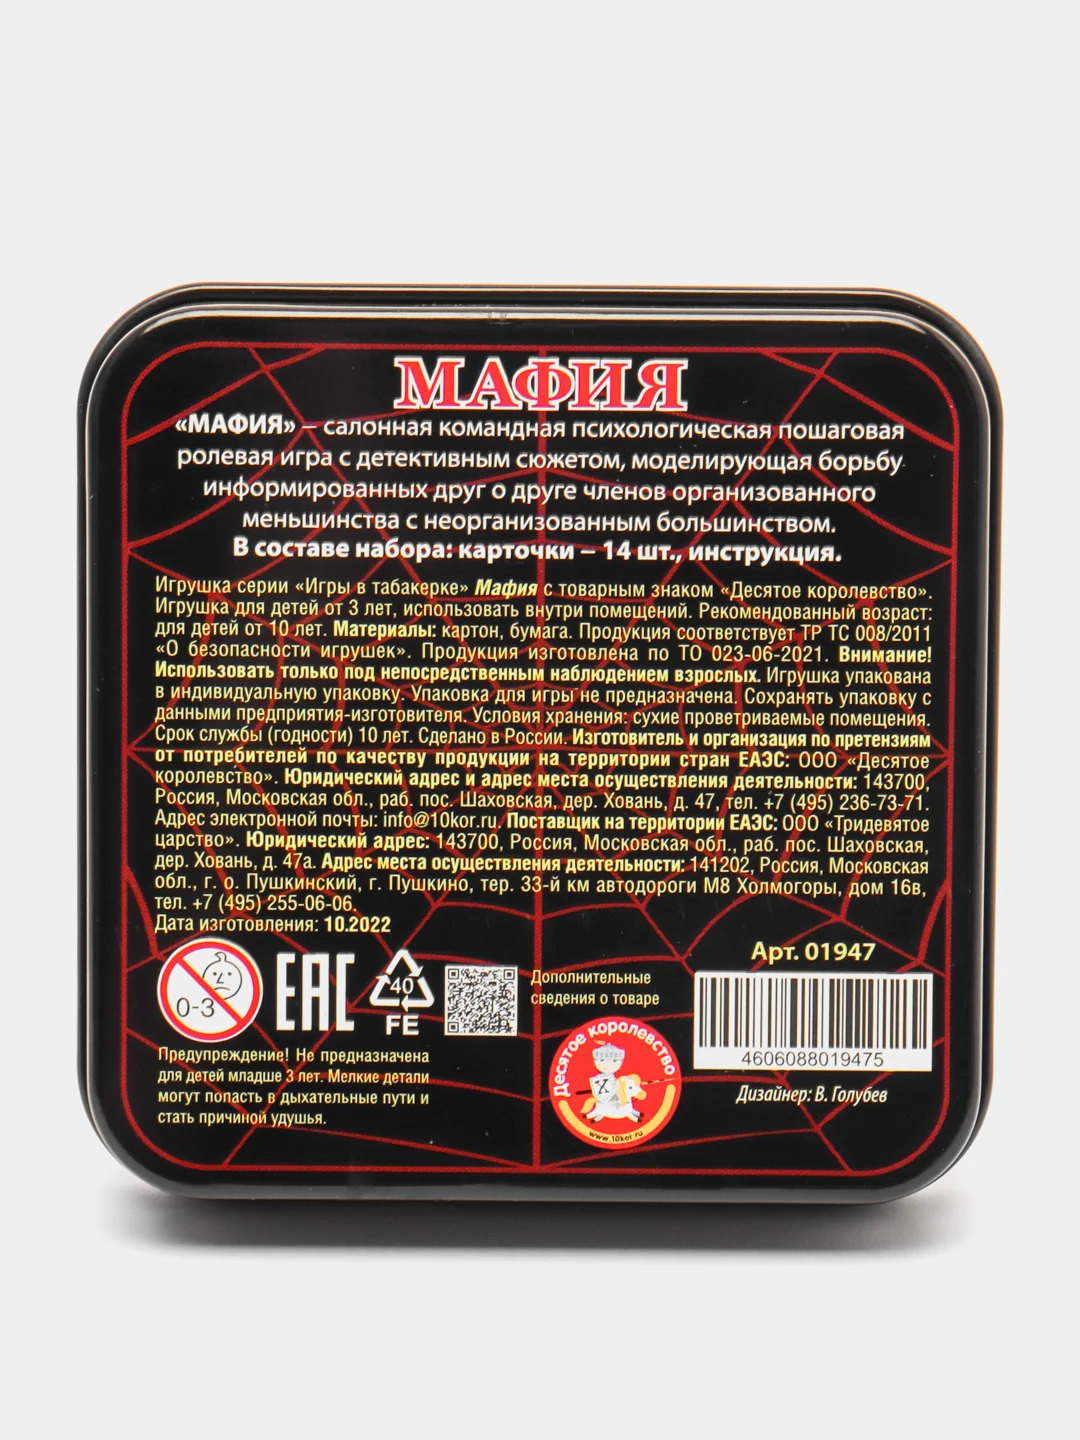 МАФИЯ
«МАФИЯ» – салонная командная психологическая пошаговая
ролевая игра с детективным сюжетом, моделирующая борьбу
информированных друг о друге членов организованного
меньшинства с неорганизованным большинством.
В составе набора: карточки – 14 шт., инструкция.
Игрушка серии «Игры в табакерке» Мафия с товарным знаком «Десятое королевство».
Игрушка для детей от 3 лет, использовать внутри помещений. Рекомендованный возраст:
для детей от 10 лет. Материалы: картон, бумага. Продукция соответствует ТР ТС 008/2011
«О безопасности игрушек». Продукция изготовлена по ТО 023-06-2021. Внимание!
Использовать только под непосредственным наблюдением взрослых. Игрушка упакована
в индивидуальную упаковку. Упаковка для игры не предназначена. Сохранять упаковку с
данными предприятия-изготовителя. Условия хранения: сухие проветриваемые помещения.
Срок службы (годности) 10 лет. Сделано в России. Изготовитель и организация по претензиям
от потребителей по качеству продукции на территории стран ЕАЭС: ООО «Десятое
королевство». Юридический адрес и адрес места осуществления деятельности: 143700,
Россия, Московская обл., раб. пос. Шаховская, дер. Ховань, д. 47, тел. +7 (495) 236-73-71.
Адрес электронной почты: info@10kor.ru. Поставщик на территории ЕАЭС: ООО «Тридевятое
царство». Юридический адрес: 143700, Россия, Московская обл., раб. пос. Шаховская,
дер. Ховань, д. 47а. Адрес места осуществления деятельности: 141202, Россия, Московская
обл., г. о. Пушкинский, г. Пушкино, тер. 33-й км автодороги М8 Холмогоры, дом 16в,
тел. +7 (495) 255-06-06.
Дата изготовления: 10.2022
Арт. 01947
0-3
EAC
40
FE
Дополнительные
сведения о товаре
4606088019475
Десятое королевство
X
www.10kor.ru
Дизайнер: В. Голубев
Предупреждение! Не предназначена
для детей младше 3 лет. Мелкие детали
могут попасть в дыхательные пути и
стать причиной удушья.